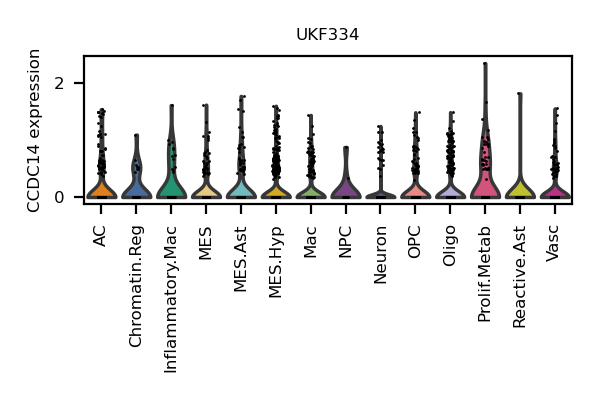 UKF334
CCDC14 expression
2
0
AC
Chromatin.Reg
Inflammatory.Mac
MES
MES.Ast
MES.Hyp
Mac
NPC
Neuron
OPC
Oligo
Prolif.Metab
Reactive.Ast
Vasc